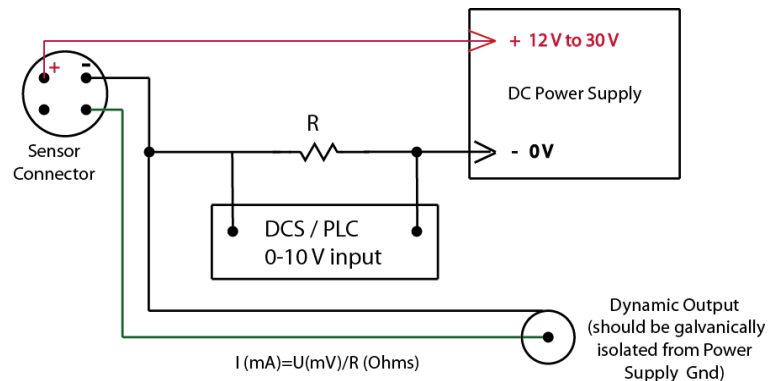 + 12 V to 30 V
+ -
DC Power Supply
R
Sensor
Connector
- 0V
DCS / PLC
0-10 V input
Dynamic Output
(should be galvanically
isolated from Power
Supply Gnd)
I (mA)=U(mV)/R (Ohms)